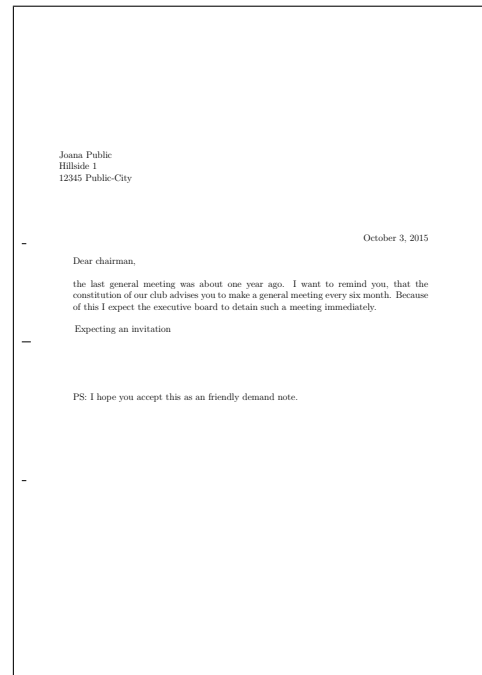 Joana Public
Hillside 1
12345 Public-City
October 3, 2015
Dear chairman,
the last general meeting was about one year ago. I want to remind you, that the
constitution of our club advises you to make a general meeting every six month. Because
of this I expect the executive board to detain such a meeting immediately.
Expecting an invitation
PS: I hope you accept this as an friendly demand note.